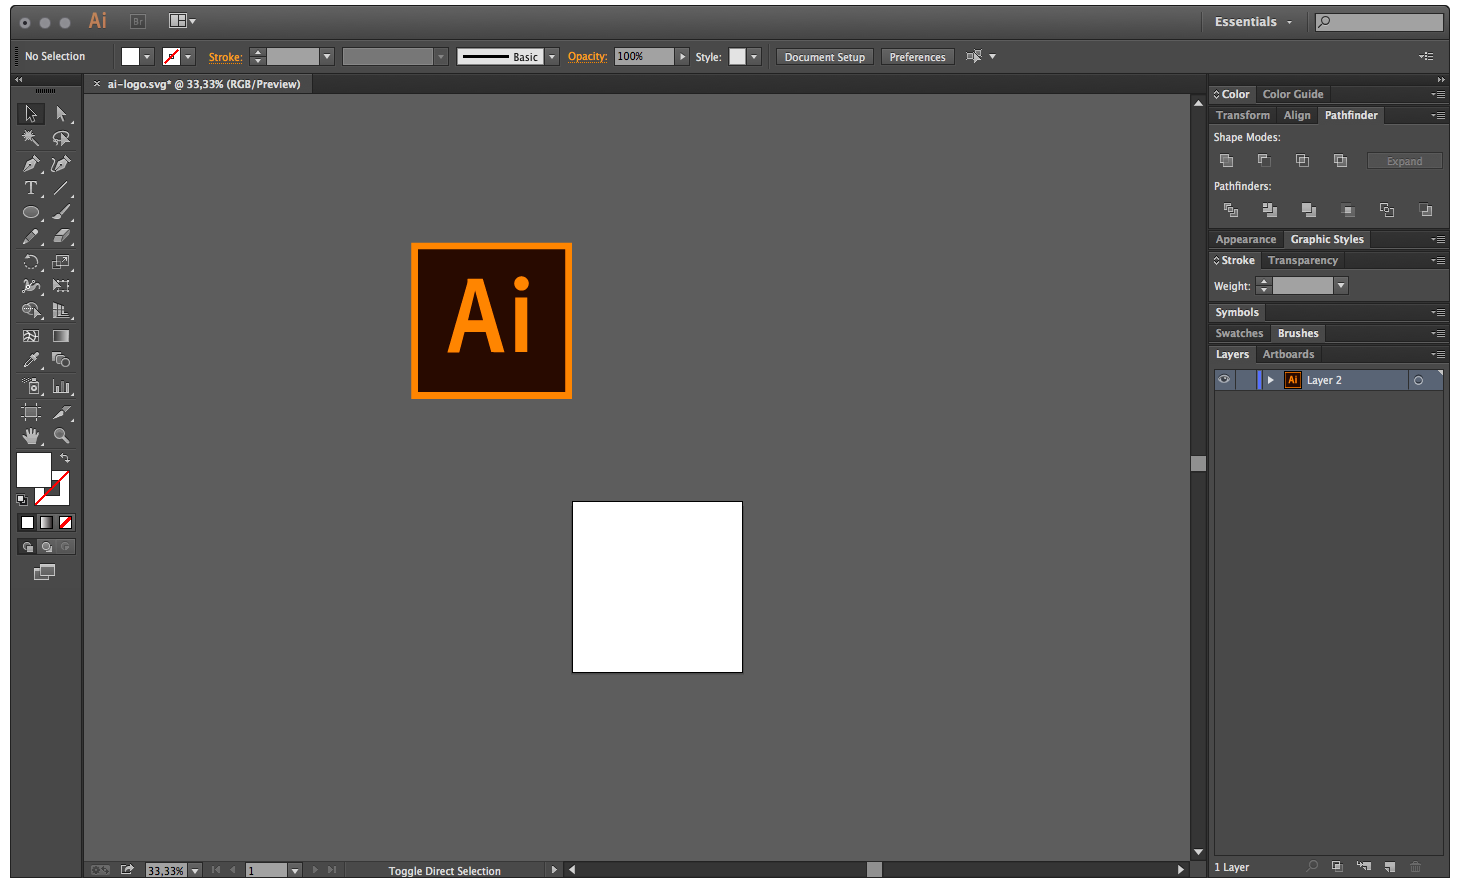 Ai Br Essentials
No Selection Stroke: Basic Opacity: 100% Style: Document Setup Preferences
× ai-logo.svg* @ 33,33% (RGB/Preview)
Color Color Guide
Transform Align Pathfinder
Shape Modes:
Expand
Pathfinders:
Appearance Graphic Styles
Stroke Transparency
Weight:
Symbols
Swatches Brushes
Layers Artboards
Ai Layer 2
T
Ai
33,33% 1 Toggle Direct Selection
1 Layer